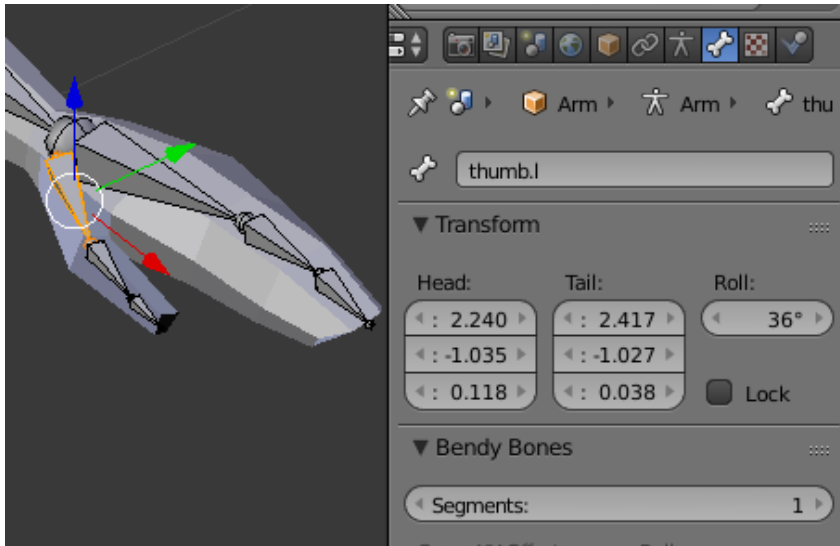 Arm Arm thu
thumb.l
Transform
Head: Tail: Roll:
: 2.240 : 2.417 36°
: -1.035 : -1.027
: 0.118 : 0.038 Lock
Bendy Bones
Segments: 1